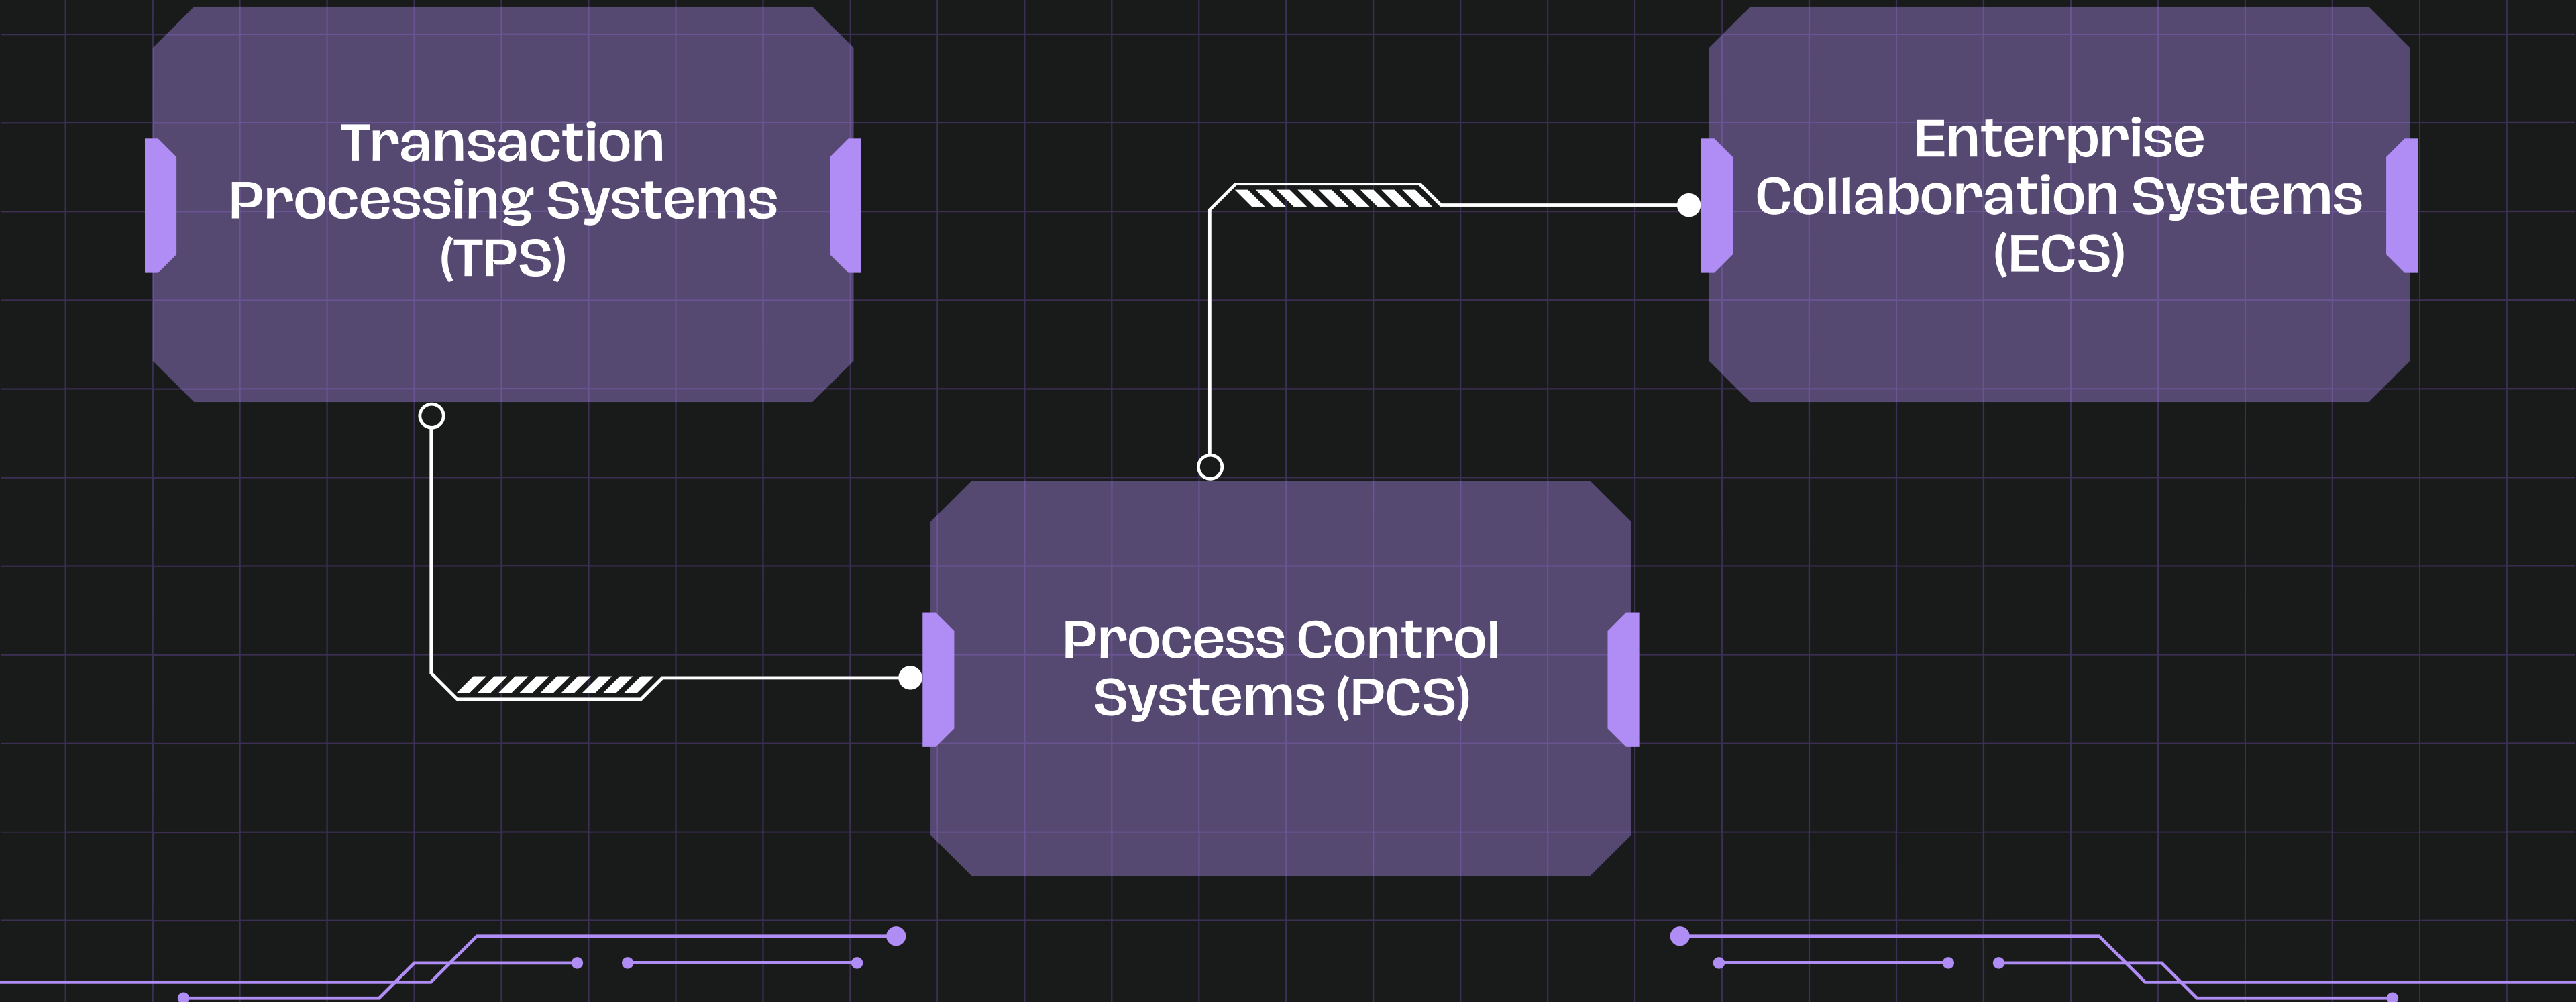 Transaction
Processing Systems
(TPS)
Enterprise
Collaboration Systems
(ECS)
Process Control
Systems (PCS)